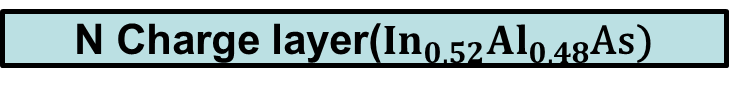 N Charge layer(In₀.₅₂Al₀.₄₈As)